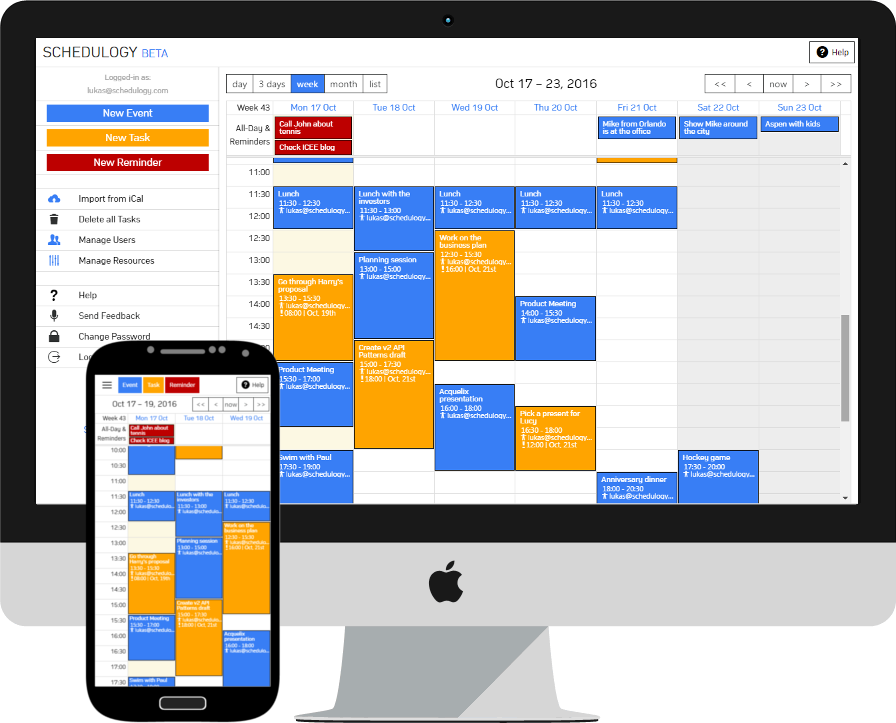 SCHEDULOGY BETA
Help
Logged-in as:
lukas@schedulogy.com
New Event
New Task
New Reminder
Import from iCal
Delete all Tasks
Manage Users
Manage Resources
Help
Send Feedback
Change Password
day 3 days week month list
Oct 17 – 23, 2016
<< < now > >>
Week 43 Mon 17 Oct Tue 18 Oct Wed 19 Oct Thu 20 Oct Fri 21 Oct Sat 22 Oct Sun 23 Oct
All-Day &
Reminders
Call John about
tennis
Check ICEE blog
Mike from Orlando
is at the office
Show Mike around
the city
Aspen with kids
11:00
11:30
12:00
12:30
13:00
13:30
14:00
14:30
Lunch
11:30 - 12:30
lukas@schedulogy...
Go through Harry's
proposal
13:30 - 15:30
lukas@schedulogy...
08:00 | Oct. 19th
Product Meeting
15:30 - 17:00
lukas@schedulogy...
Swim with Paul
17:30 - 19:00
lukas@schedulogy...
Lunch with the
investors
11:30 - 13:00
lukas@schedulogy...
Planning session
13:00 - 15:00
lukas@schedulogy...
Create v2 API
Patterns draft
15:00 - 17:30
lukas@schedulogy...
18:00 | Oct. 21st
Lunch
11:30 - 12:30
lukas@schedulogy...
Work on the
business plan
12:30 - 15:30
lukas@schedulogy...
16:00 | Oct. 21st
Acquelix
presentation
16:00 - 18:00
lukas@schedulogy...
Lunch
11:30 - 12:30
lukas@schedulogy...
Product Meeting
14:00 - 15:30
lukas@schedulogy...
Pick a present for
Lucy
16:30 - 18:00
lukas@schedulogy...
12:00 | Oct. 21st
Lunch
11:30 - 12:30
lukas@schedulogy...
Anniversary dinner
18:00 - 20:30
lukas@schedulogy...
Hockey game
17:30 - 20:00
lukas@schedulogy...
Event Task Reminder Help
Oct 17 – 19, 2016 << < now > >>
Week 43 Mon 17 Oct Tue 18 Oct Wed 19 Oct
All-Day &
Reminders
Call John about
tennis
Check ICEE blog
10:00
10:30
11:00
11:30
12:00
12:30
13:00
13:30
14:00
14:30
15:00
15:30
16:00
16:30
17:00
17:30
Lunch
11:30 - 12:30
lukas@schedulo...
Go through
Harry's proposal
13:30 - 15:30
lukas@schedulo...
08:00 | Oct. 19th
Product Meeting
15:30 - 17:00
lukas@schedulo...
Swim with Paul
Lunch with the
investors
11:30 - 13:00
lukas@schedulo...
Planning session
13:00 - 15:00
lukas@schedulo...
Create v2 API
Patterns draft
15:00 - 17:30
lukas@schedulo...
18:00 | Oct. 21st
Lunch
11:30 - 12:30
lukas@schedulo...
Work on the
business plan
12:30 - 15:30
lukas@schedulo...
16:00 | Oct. 21st
Acquelix
presentation
16:00 - 18:00
lukas@schedulo...